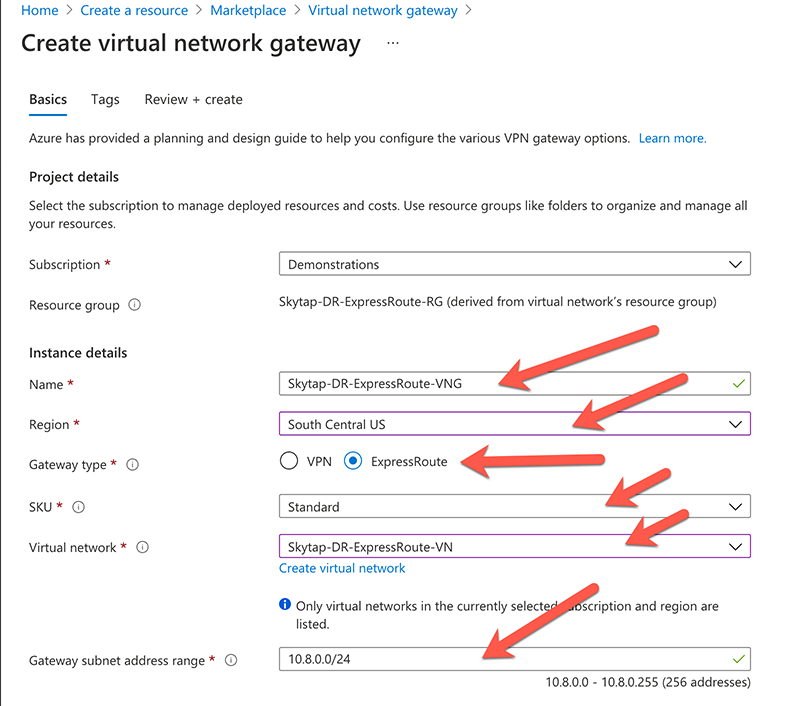 Home > Create a resource > Marketplace > Virtual network gateway >
Create virtual network gateway ...
Basics Tags Review + create
Azure has provided a planning and design guide to help you configure the various VPN gateway options. Learn more.
Project details
Select the subscription to manage deployed resources and costs. Use resource groups like folders to organize and manage all
your resources.
Subscription * Demonstrations
Resource group Skytap-DR-ExpressRoute-RG (derived from virtual network's resource group)
Instance details
Name * Skytap-DR-ExpressRoute-VNG
Region * South Central US
Gateway type * VPN ExpressRoute
SKU * Standard
Virtual network * Skytap-DR-ExpressRoute-VN
Create virtual network
Only virtual networks in the currently selected subscription and region are
listed.
Gateway subnet address range * 10.8.0.0/24
10.8.0.0 - 10.8.0.255 (256 addresses)